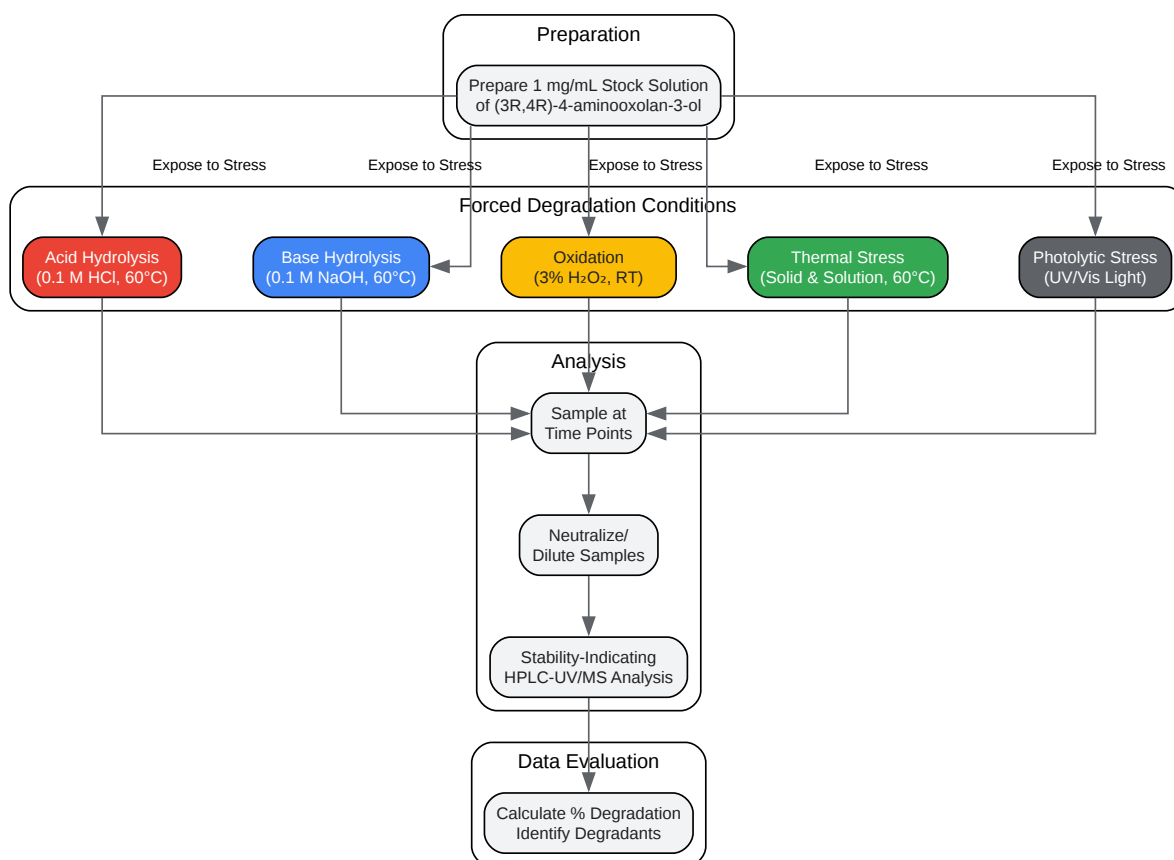 Preparation
Prepare 1 mg/mL Stock Solution
of (3R,4R)-4-aminooxolan-3-ol
Expose to Stress
Expose to Stress
Expose to Stress
Expose to Stress
Expose to Stress
Forced Degradation Conditions
Acid Hydrolysis
(0.1 M HCl, 60°C)
Base Hydrolysis
(0.1 M NaOH, 60°C)
Oxidation
(3% H₂O₂, RT)
Thermal Stress
(Solid & Solution, 60°C)
Photolytic Stress
(UV/Vis Light)
Analysis
Sample at
Time Points
Neutralize/
Dilute Samples
Stability-Indicating
HPLC-UV/MS Analysis
Data Evaluation
Calculate % Degradation
Identify Degradants